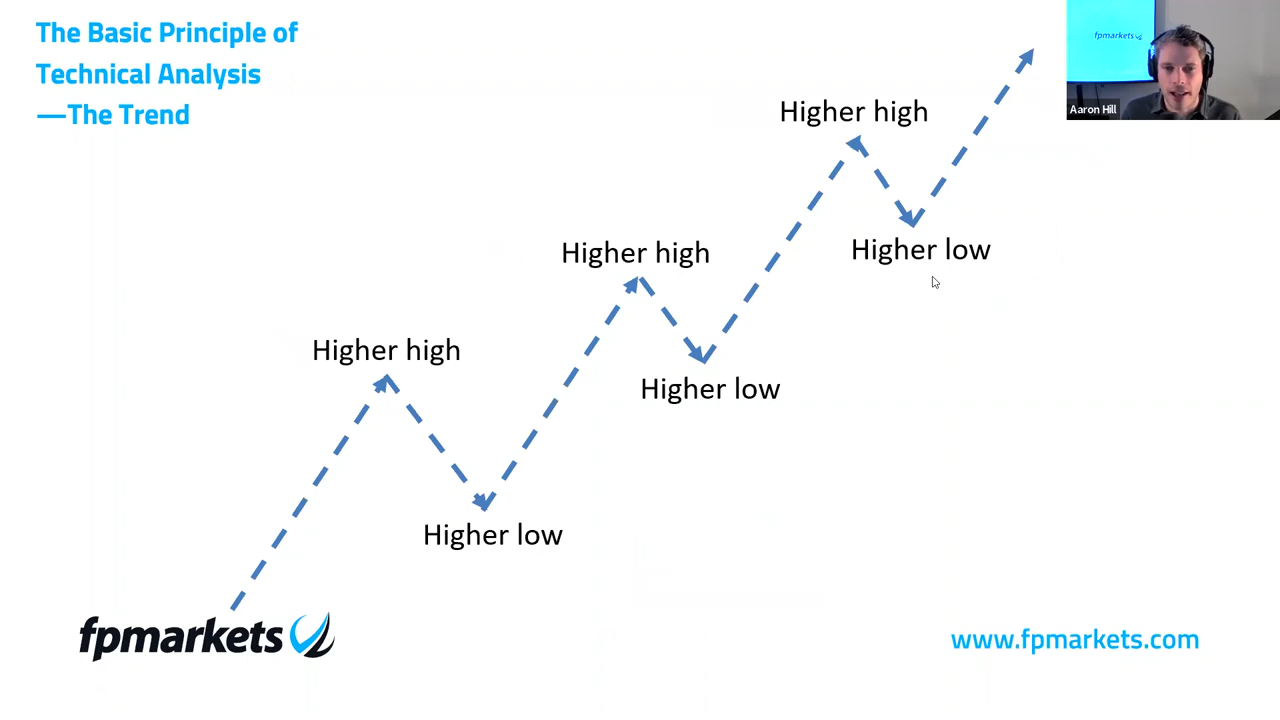 The Basic Principle of
Technical Analysis
—The Trend
fpmarkets
Aaron Hill
Higher high
Higher low
Higher high
Higher low
Higher high
Higher low
fpmarkets
www.fpmarkets.com